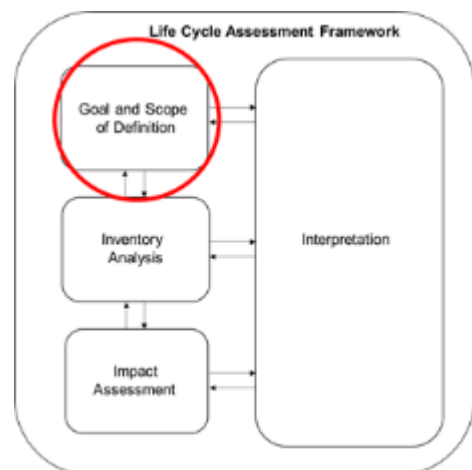 Life Cycle Assessment Framework
Goal and Scope
of Definition
Inventory
Analysis
Interpretation
Impact
Assessment